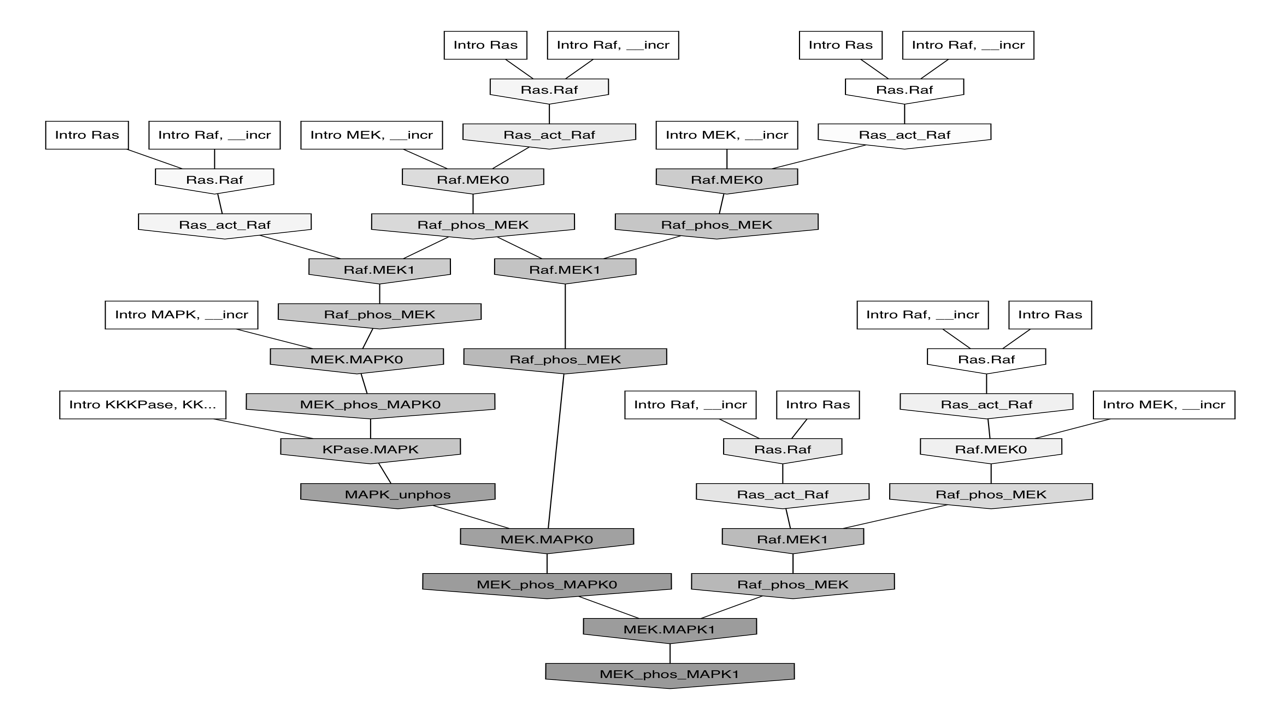 Intro Ras
Intro Raf, __incr
Intro Ras
Intro Raf, __incr
Ras.Raf
Ras.Raf
Intro Ras
Intro Raf, __incr
Intro MEK, __incr
Ras_act_Raf
Intro MEK, __incr
Ras_act_Raf
Ras.Raf
Raf.MEK0
Raf.MEK0
Ras_act_Raf
Raf_phos_MEK
Raf_phos_MEK
Raf.MEK1
Raf.MEK1
Intro MAPK, __incr
Raf_phos_MEK
Intro Raf, __incr
Intro Ras
MEK.MAPK0
Raf_phos_MEK
Ras.Raf
Intro KKKPase, KK...
MEK_phos_MAPK0
Intro Raf, __incr
Intro Ras
Ras_act_Raf
Intro MEK, __incr
KPase.MAPK
Ras.Raf
Raf.MEK0
MAPK_unphos
Ras_act_Raf
Raf_phos_MEK
MEK.MAPK0
Raf.MEK1
MEK_phos_MAPK0
Raf_phos_MEK
MEK.MAPK1
MEK_phos_MAPK1